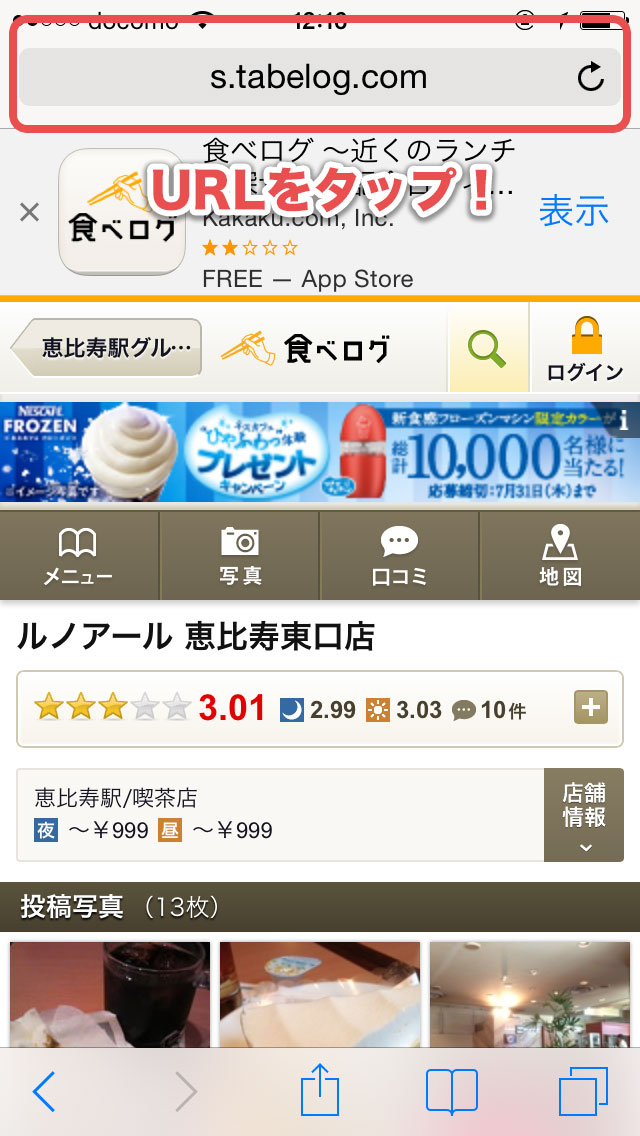 docomo
12:16
s.tabelog.com
食べログ ～近くのランチ
URLをタップ！
Kakaku.com, Inc.
FREE — App Store
表示
食べログ
恵比寿駅グル…
食べログ
ログイン
NESCAFÉ
FROZEN
※イメージ写真です
ネスカフェ
ひやふわっ体験
プレゼント
キャンペーン
新食感フローズンマシン限定カラーが
総計10,000名様に
当たる!
応募締切:7月31日(木)まで
メニュー
写真
口コミ
地図
ルノアール 恵比寿東口店
3.01 2.99 3.03 10件
恵比寿駅/喫茶店
夜 ～￥999 昼 ～￥999
店舗
情報
投稿写真 （13枚）